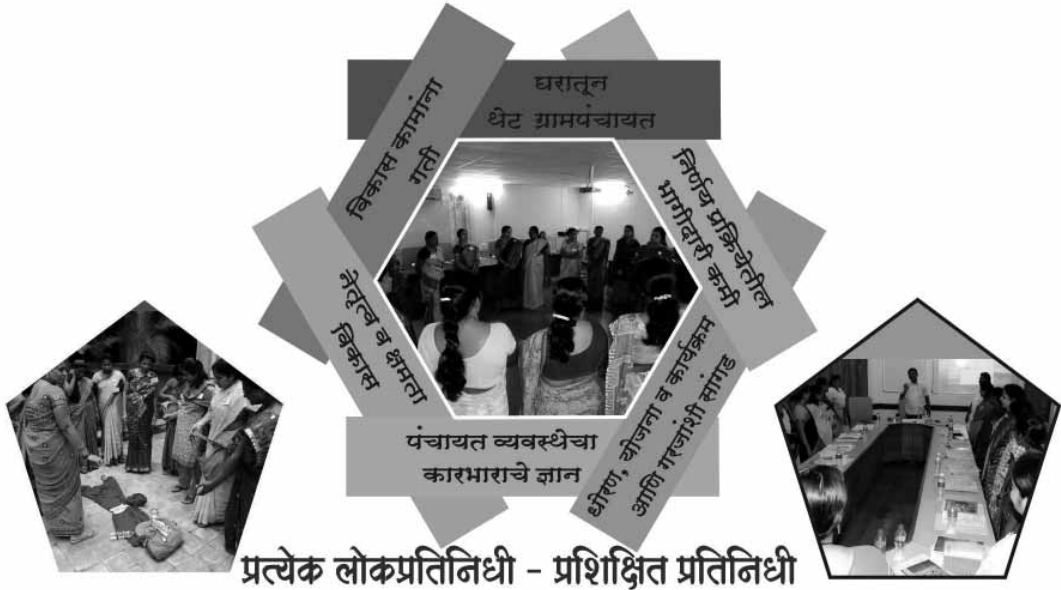 घरातून
थेट ग्रामपंचायत
निर्णय प्रक्रियेतील
भागीदारी कमी
धोरण, योजना व कार्यक्रम
आणि गरजांशी सांगड
पंचायत व्यवस्थेचा
कारभाराचे ज्ञान
नेतृत्व व क्षमता
विकास
विकास कामांना
गती
प्रत्येक लोकप्रतिनिधी - प्रशिक्षित प्रतिनिधी